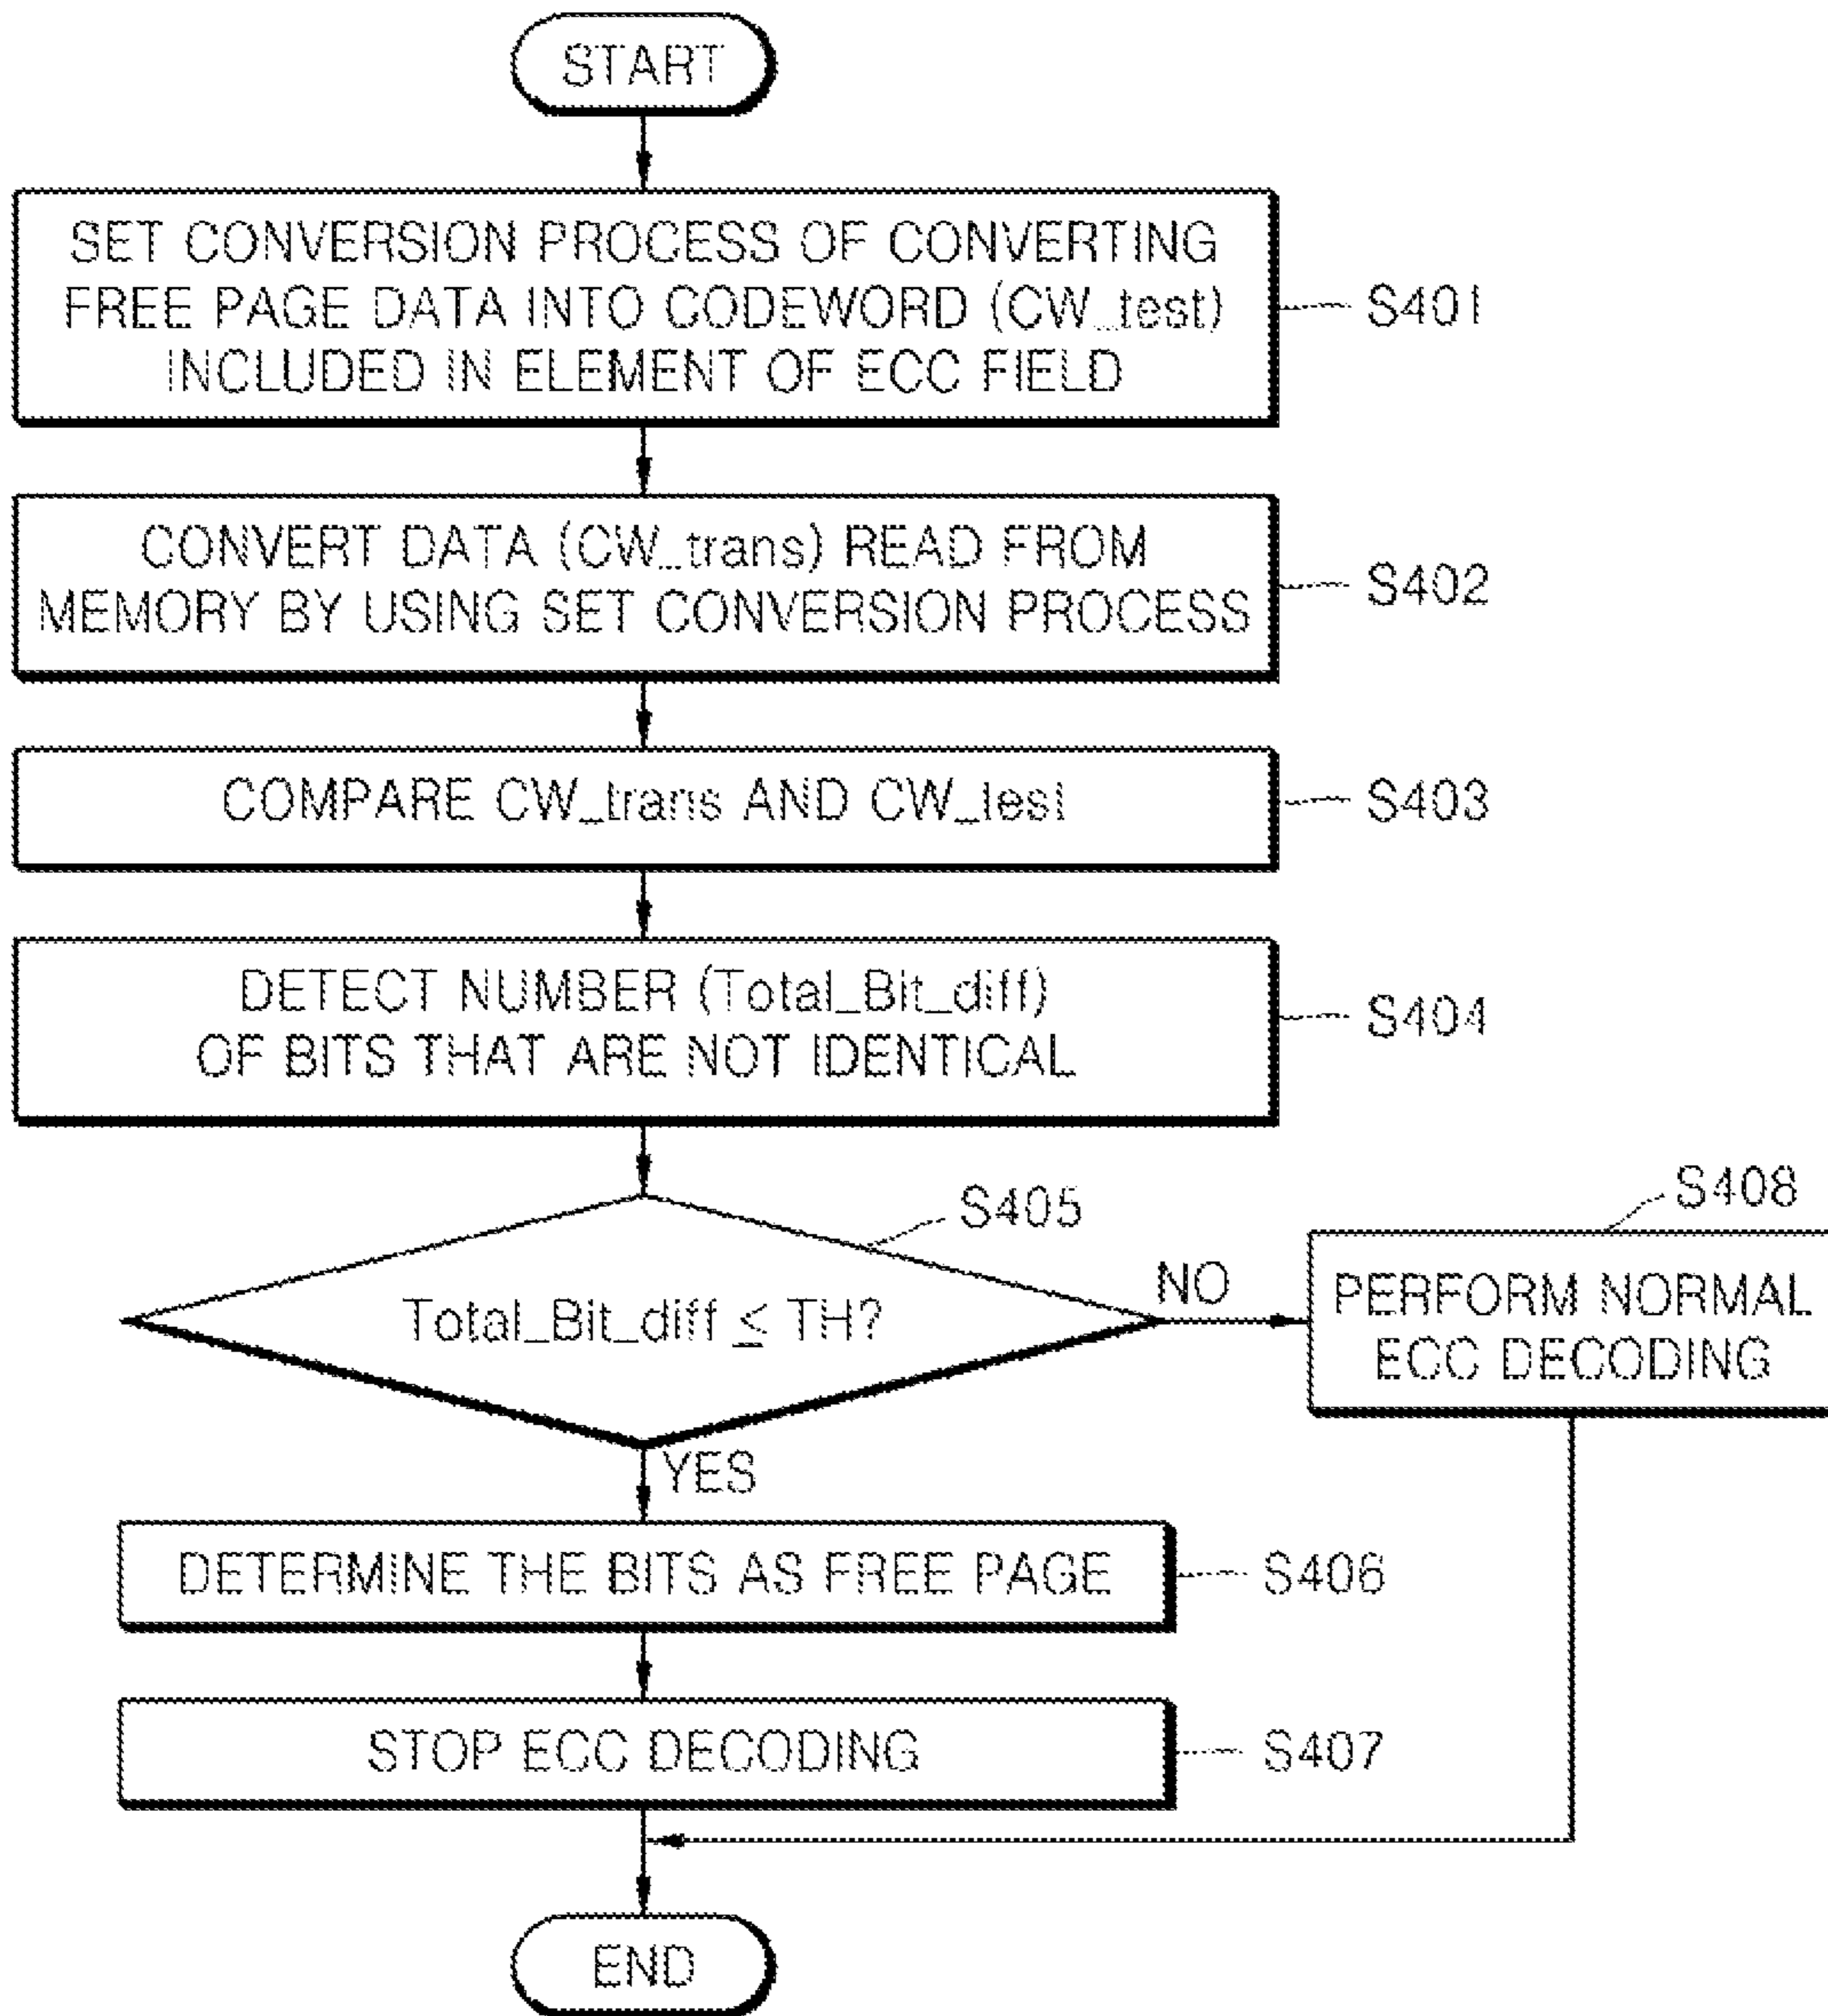 START
SET CONVERSION PROCESS OF CONVERTING
FREE PAGE DATA INTO CODEWORD (CW_test)
INCLUDED IN ELEMENT OF ECC FIELD
S401
CONVERT DATA (CW_trans) READ FROM
MEMORY BY USING SET CONVERSION PROCESS
S402
COMPARE CW_trans AND CW_test
S403
DETECT NUMBER (Total_Bit_diff)
OF BITS THAT ARE NOT IDENTICAL
S404
S405
Total_Bit_diff ≤ TH?
NO
S408
PERFORM NORMAL
ECC DECODING
YES
DETERMINE THE BITS AS FREE PAGE
S406
STOP ECC DECODING
S407
END